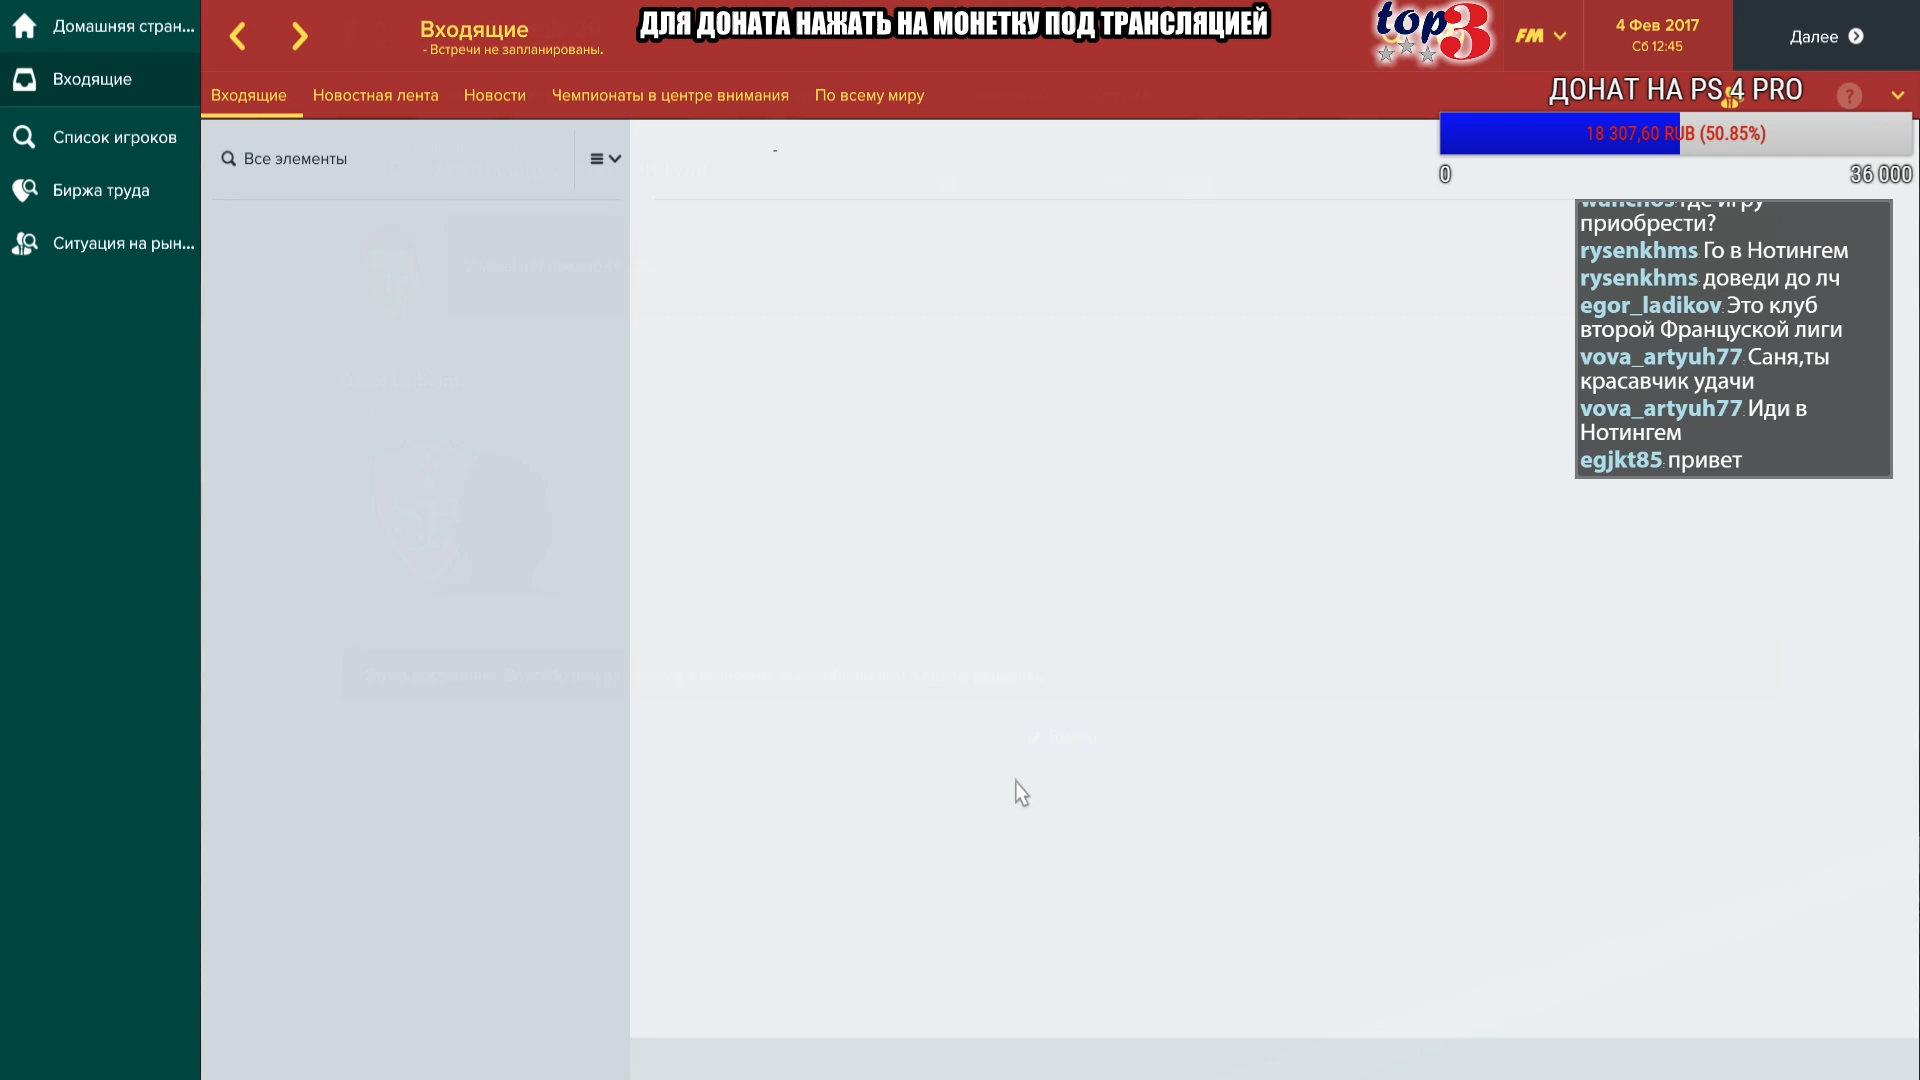 Домашняя стран...
Входящие
Список игроков
Биржа труда
Ситуация на рын...
Входящие
- Встречи не запланированы.
ДЛЯ ДОНАТА НАЖАТЬ НА МОНЕТКУ ПОД ТРАНСЛЯЦИЕЙ
top3
FM
4 Фев 2017
Сб 12:45
Далее
Входящие
Новостная лента
Новости
Чемпионаты в центре внимания
По всему миру
ДОНАТ НА PS 4 PRO
?
18 307,60 RUB (50.85%)
0
36 000
Все элементы
-
где игру
приобрести?
rysenkhms: Го в Нотингем
rysenkhms: доведи до лч
egor_ladikov: Это клуб
второй Француской лиги
vova_artyuh77: Саня,ты
красавчик удачи
vova_artyuh77: Иди в
Нотингем
egjkt85: привет